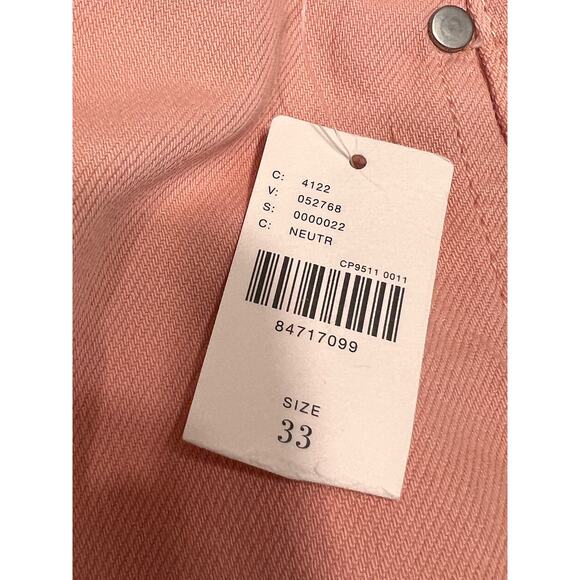 C: 4122
V: 052768
S: 0000022
C: NEUTR
CP9511 0011
84717099
SIZE
33